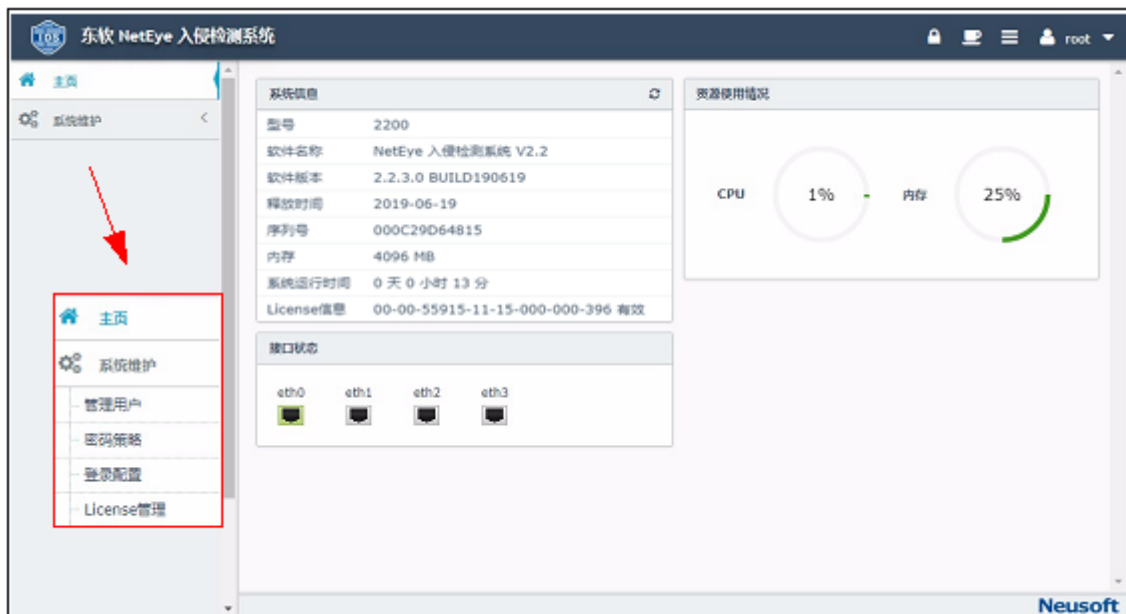 IDS 东软 NetEye 入侵检测系统 root
主页
系统维护
系统信息
型号 2200
软件名称 NetEye 入侵检测系统 V2.2
软件版本 2.2.3.0 BUILD190619
释放时间 2019-06-19
序列号 000C29D64815
内存 4096 MB
系统运行时间 0 天 0 小时 13 分
License信息 00-00-55915-11-15-000-000-396 有效
接口状态
eth0 eth1 eth2 eth3
资源使用情况
CPU 1% 内存 25%
主页
系统维护
管理用户
密码策略
登录配置
License管理
Neusoft